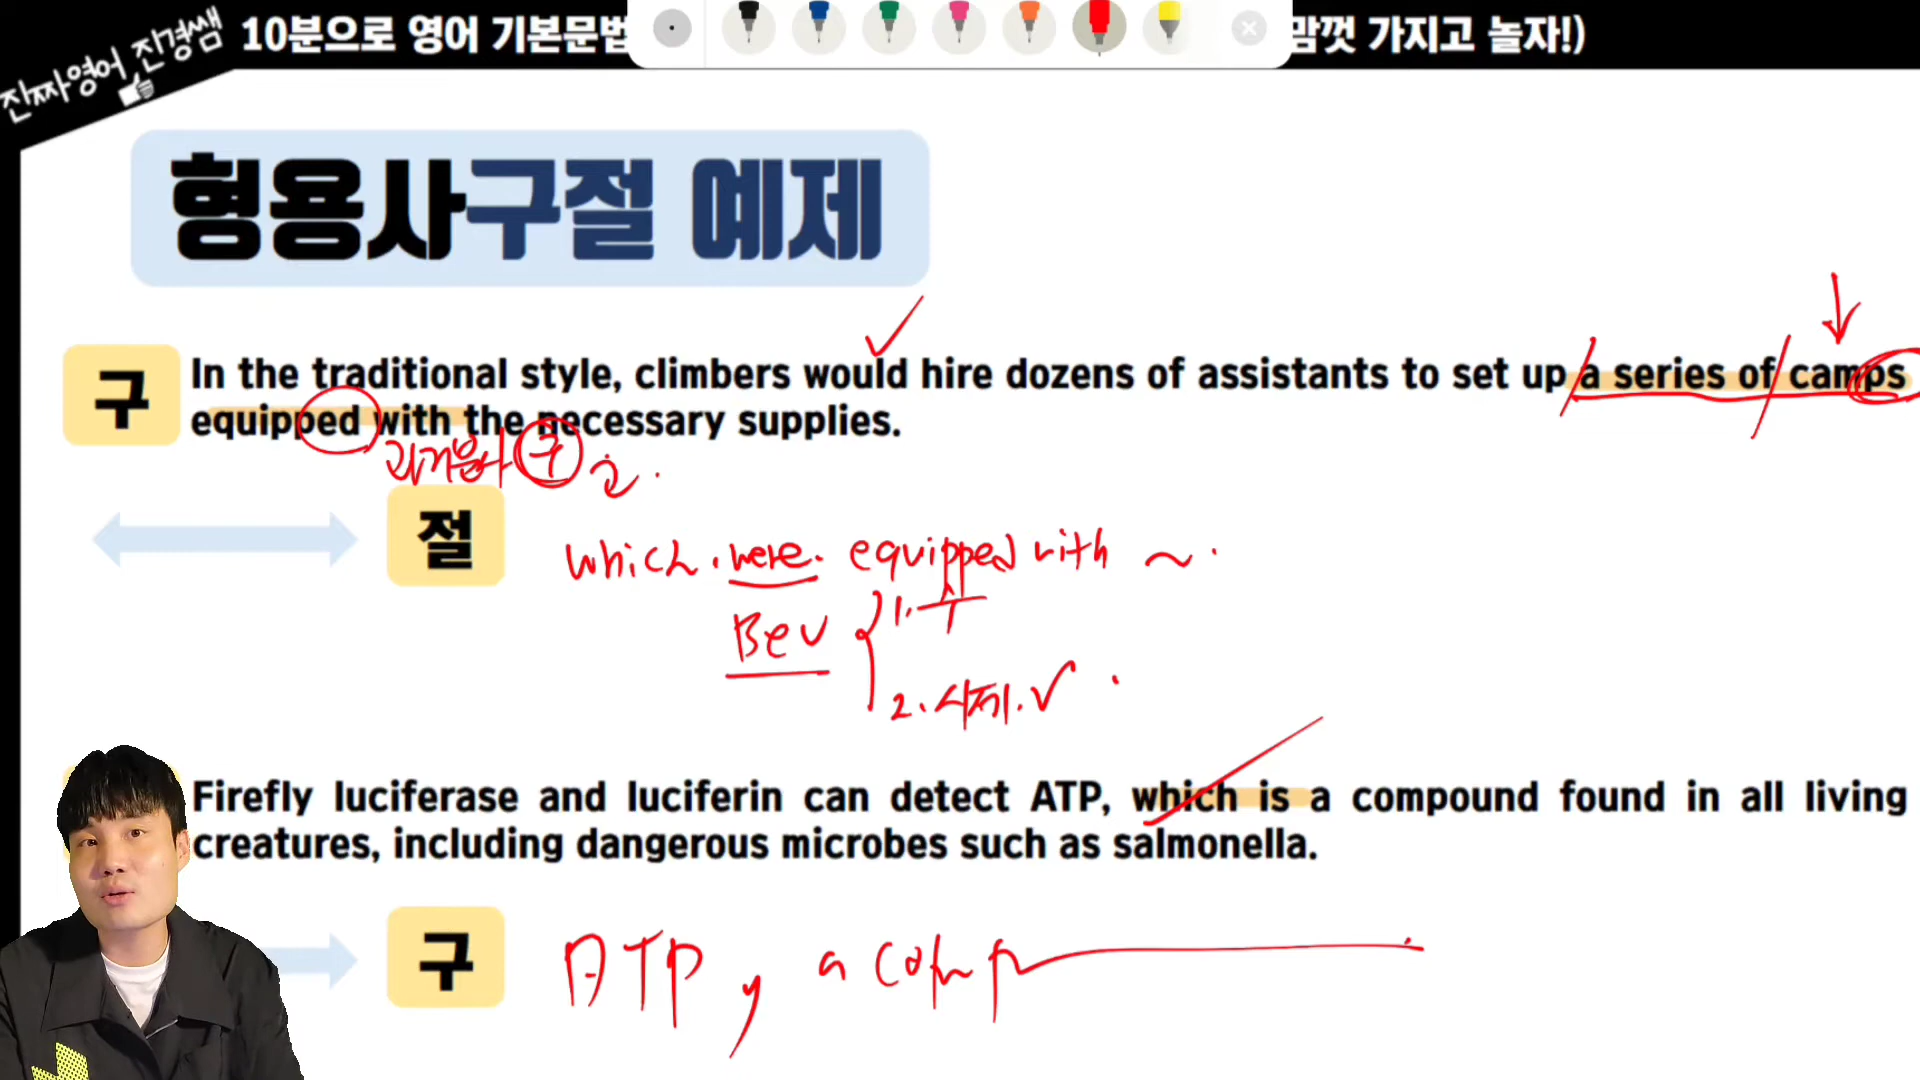 진짜영어 진경쌤
10분으로 영어 기본문법
맘껏 가지고 놀자!)
형용사구절 예제
구
In the traditional style, climbers would hire dozens of assistants to set up a series of camps
equipped with the necessary supplies.
과거분사 구
절
which were equipped with ~.
Be V
1. 수
2. 시제. ✓
Firefly luciferase and luciferin can detect ATP, which is a compound found in all living
creatures, including dangerous microbes such as salmonella.
구
ATP, a comp